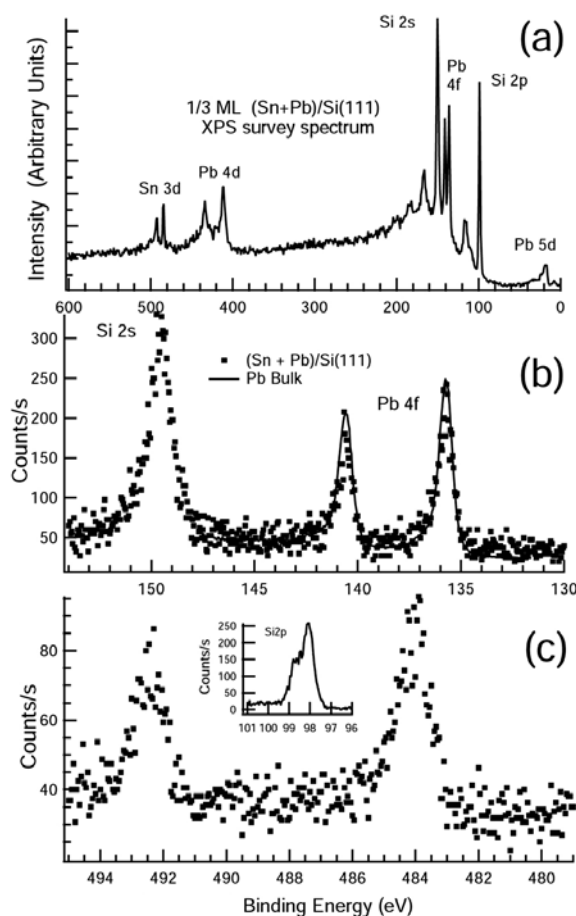 Si 2s
(a)
Pb
4f
Si 2p
1/3 ML (Sn+Pb)/Si(111)
XPS survey spectrum
Sn 3d
Pb 4d
Pb 5d
Intensity (Arbitrary Units)
600 500 400 300 200 100 0
Si 2s
(Sn + Pb)/Si(111)
Pb Bulk
(b)
Pb 4f
Counts/s
300
250
200
150
100
50
150 145 140 135 130
(c)
Si2p
Counts/s
250
200
150
100
50
0
101 100 99 98 97 96
Counts/s
80
60
40
494 492 490 488 486 484 482 480
Binding Energy (eV)